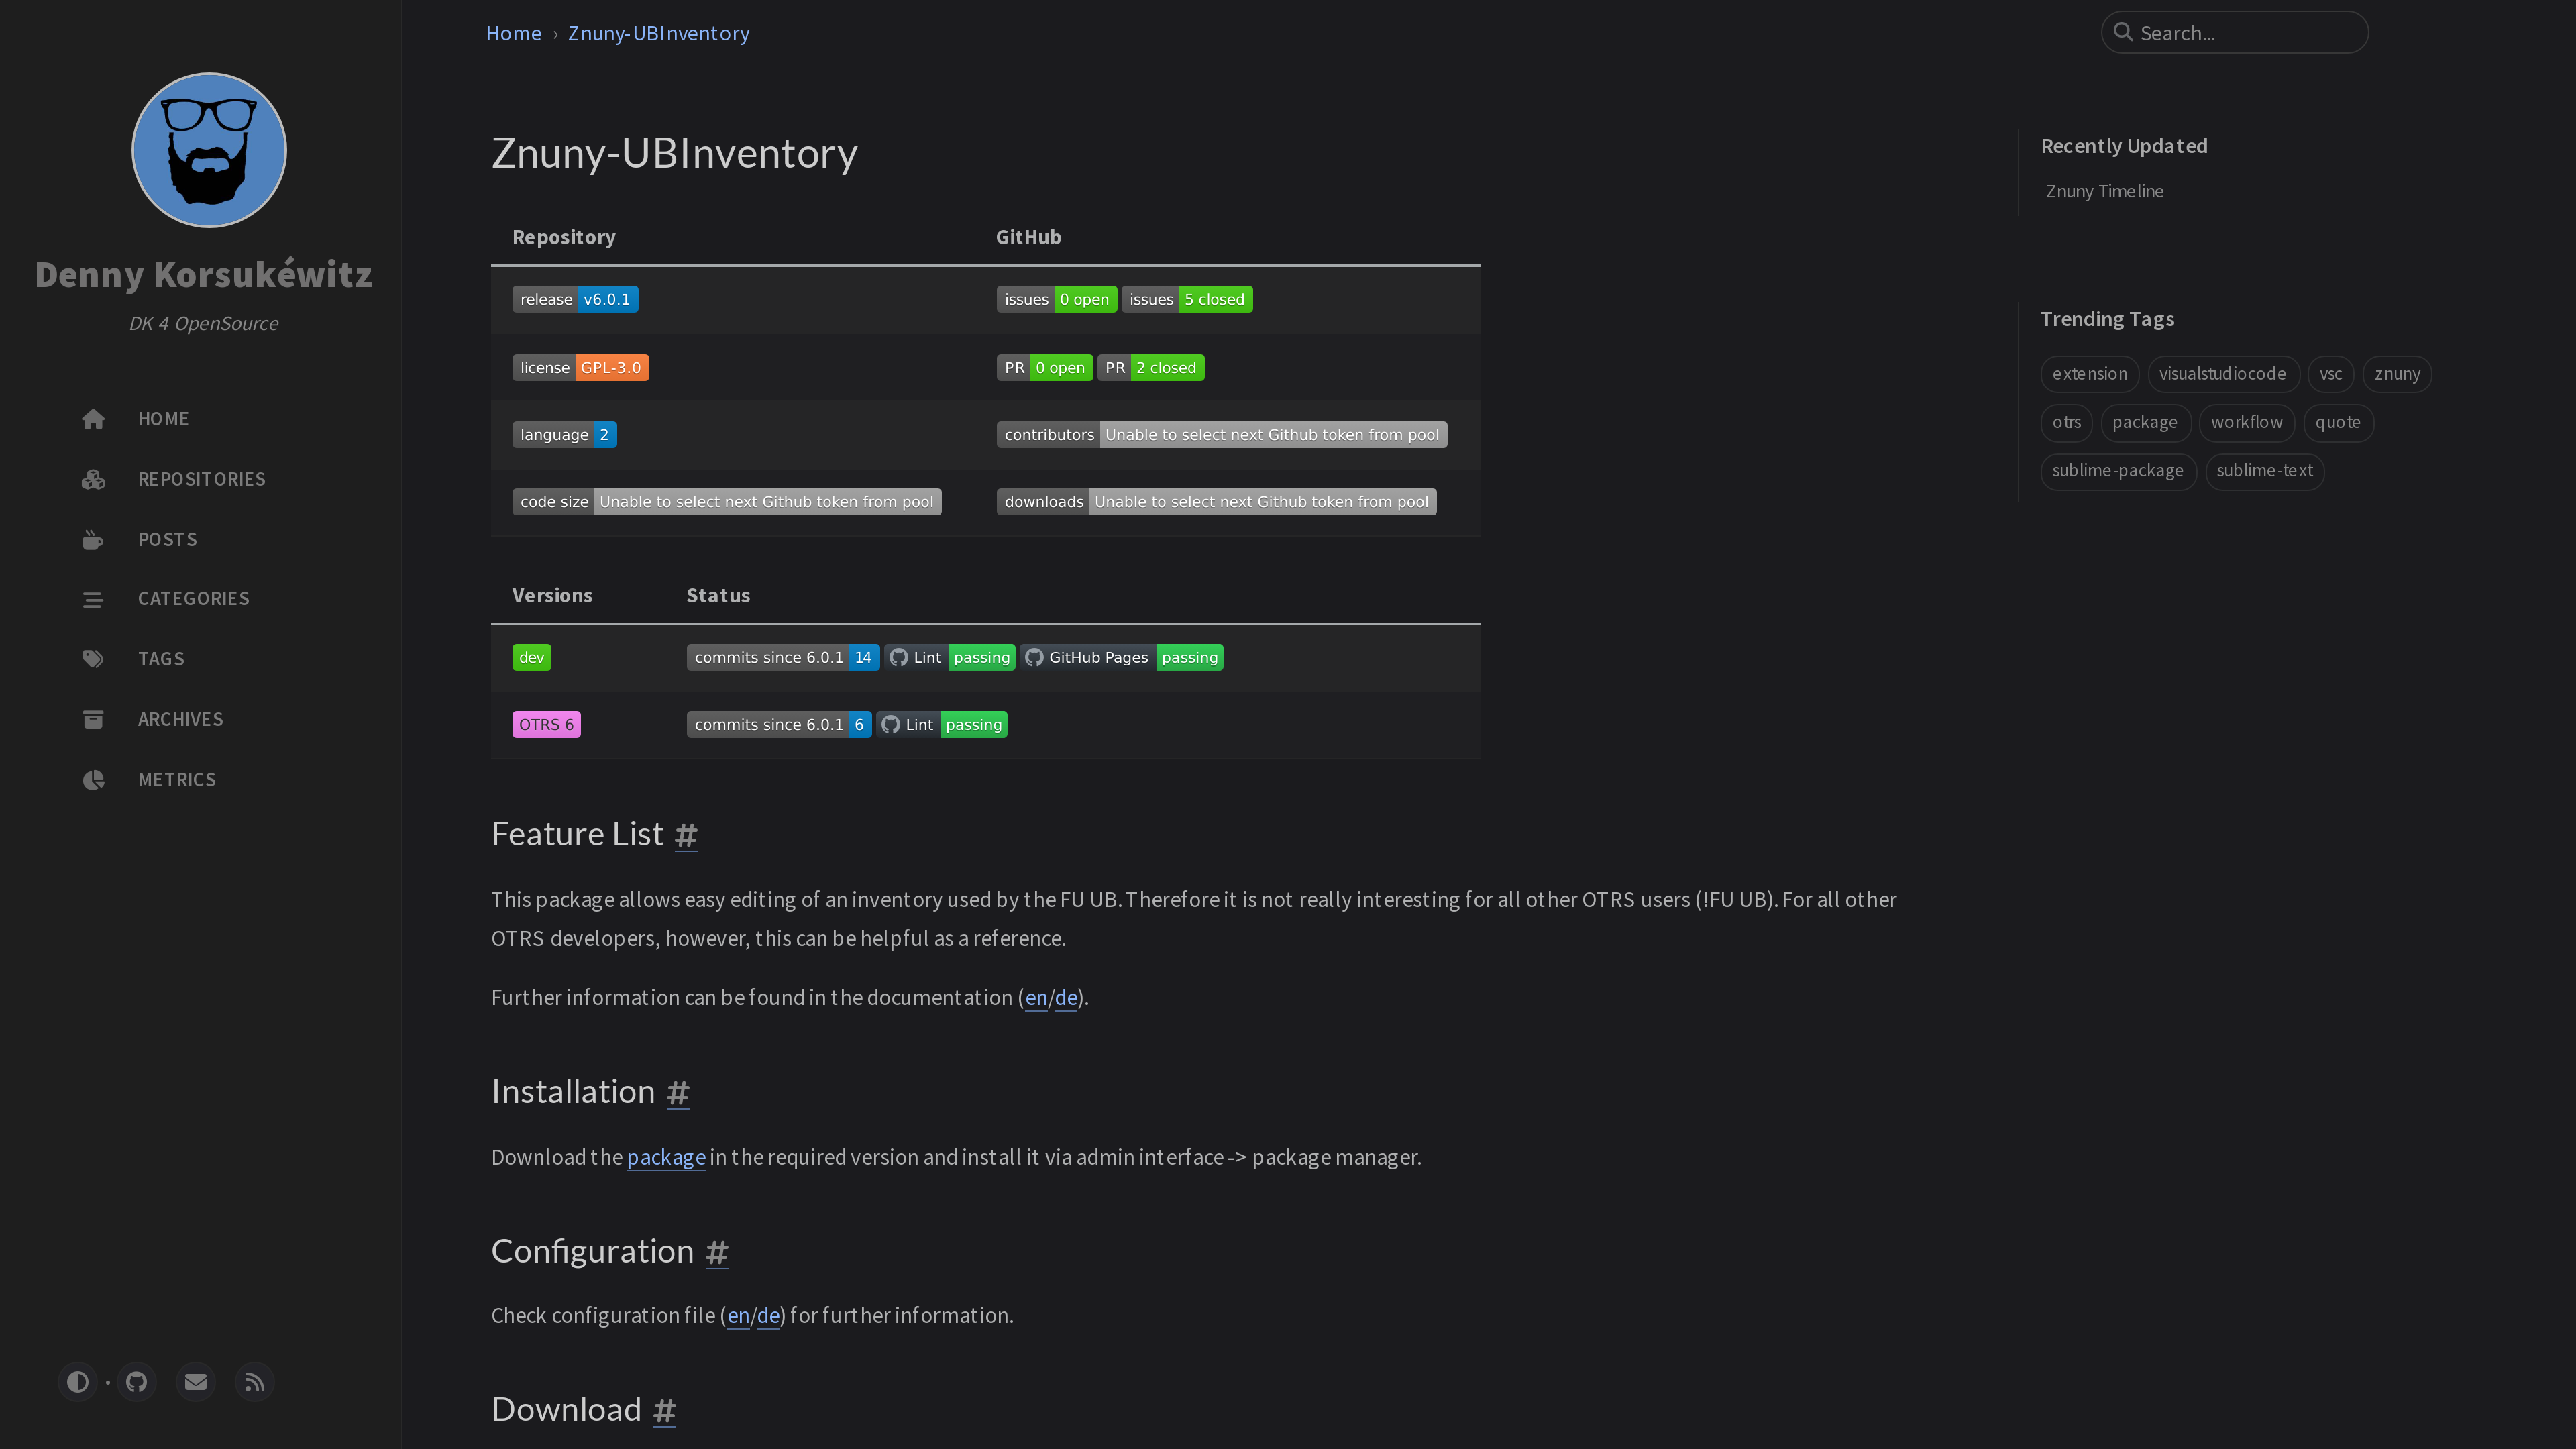 Denny Korsukéwitz
DK 4 OpenSource
HOME
REPOSITORIES
POSTS
CATEGORIES
TAGS
ARCHIVES
METRICS
Home › Znuny-UBInventory
Search...
Znuny-UBInventory
Repository GitHub
release v6.0.1 issues 0 open issues 5 closed
license GPL-3.0 PR 0 open PR 2 closed
language 2 contributors Unable to select next Github token from pool
code size Unable to select next Github token from pool downloads Unable to select next Github token from pool
Versions Status
dev commits since 6.0.1 14 Lint passing GitHub Pages passing
OTRS 6 commits since 6.0.1 6 Lint passing
Feature List #
This package allows easy editing of an inventory used by the FU UB. Therefore it is not really interesting for all other OTRS users (!FU UB). For all other
OTRS developers, however, this can be helpful as a reference.
Further information can be found in the documentation (en/de).
Installation #
Download the package in the required version and install it via admin interface -> package manager.
Configuration #
Check configuration file (en/de) for further information.
Download #
Recently Updated
Znuny Timeline
Trending Tags
extension visualstudiocode vsc znuny
otrs package workflow quote
sublime-package sublime-text